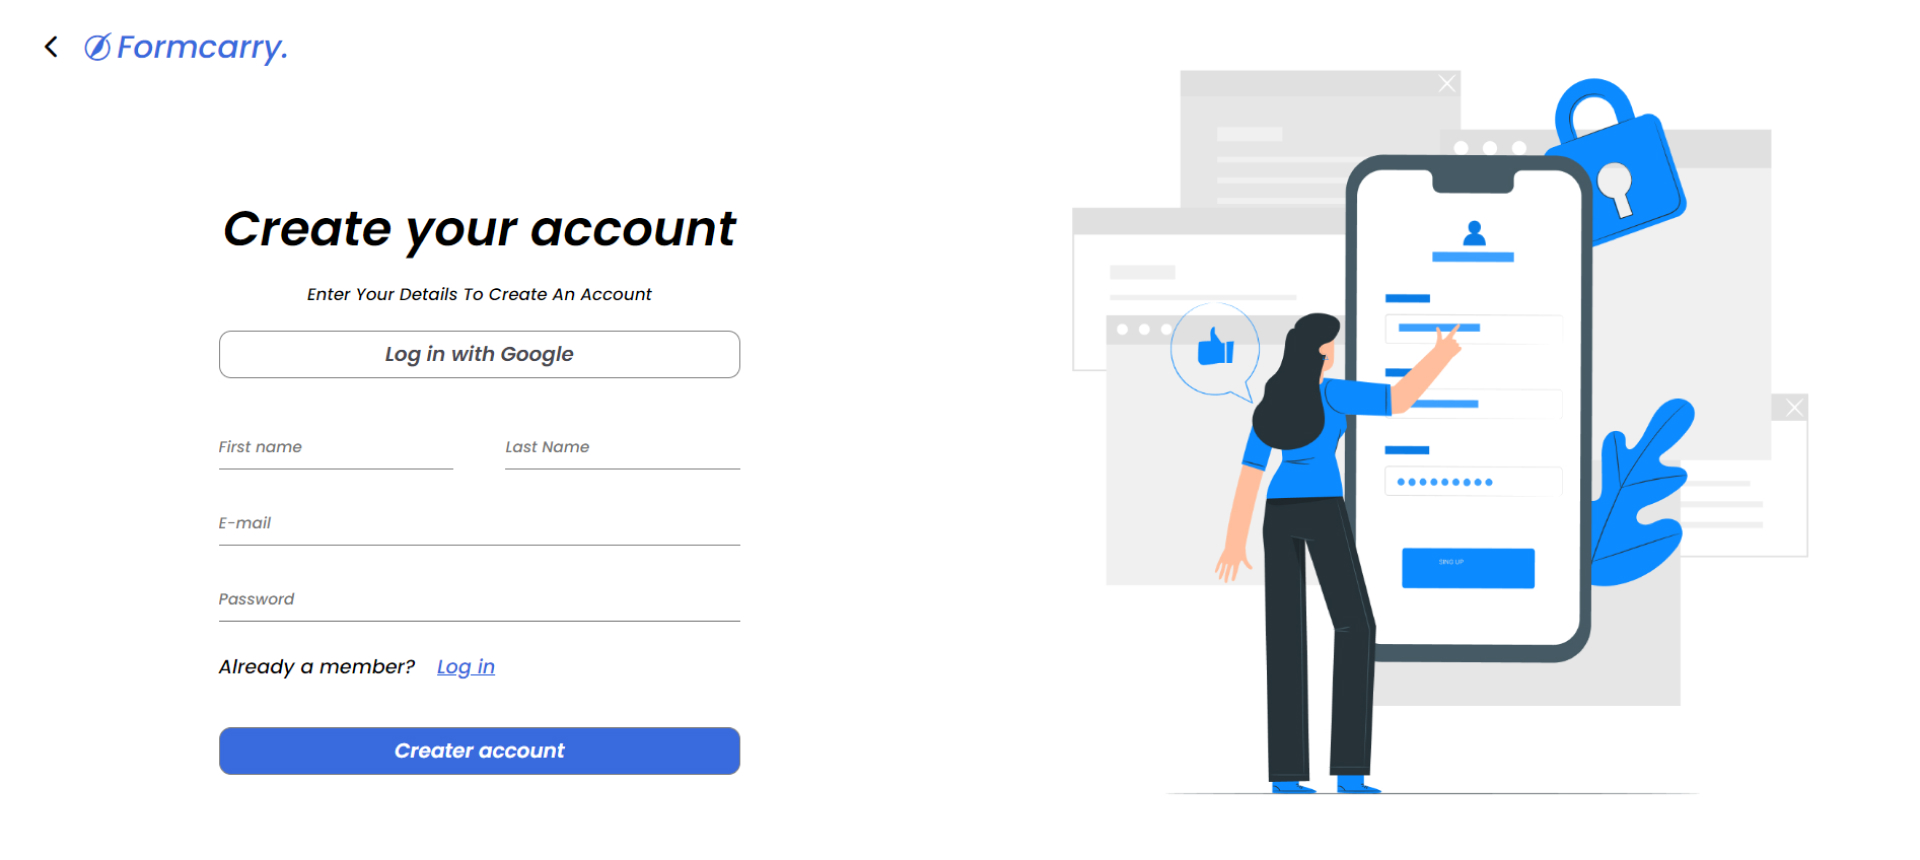 Formcarry.
Create your account
Enter Your Details To Create An Account
Log in with Google
First name
Last Name
E-mail
Password
Already a member? Log in
Creater account